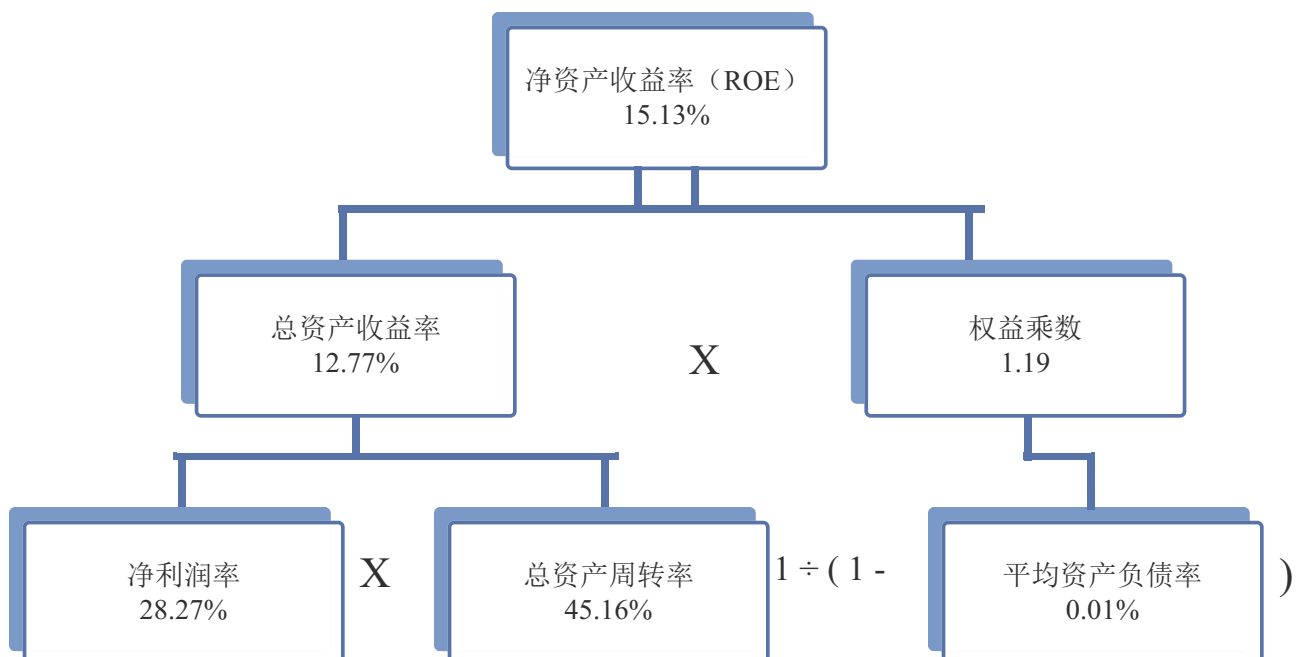 净资产收益率（ROE）
15.13%
总资产收益率
12.77%
X
权益乘数
1.19
净利润率
28.27%
X
总资产周转率
45.16%
1 ÷ ( 1 -
平均资产负债率
0.01%
)